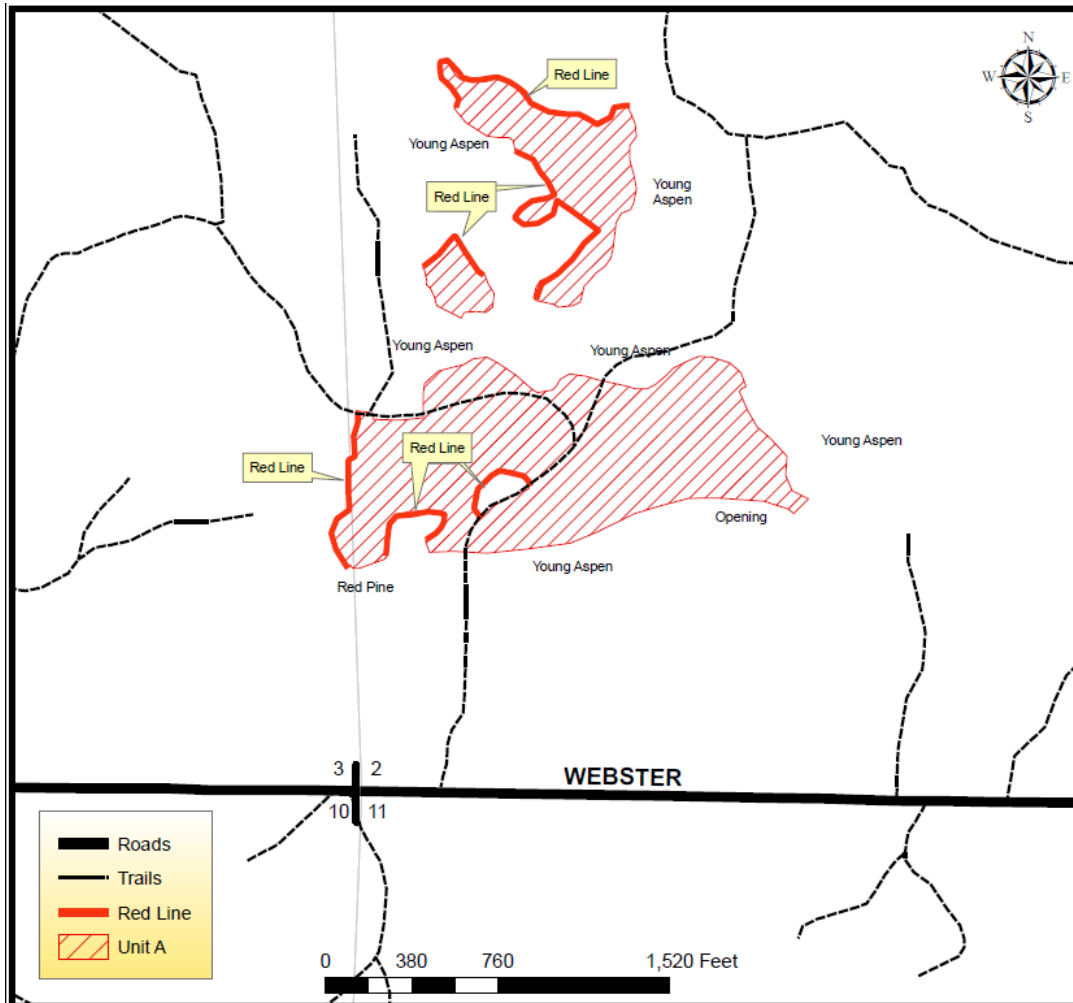 N
W E
S
Red Line
Young Aspen
Young
Aspen
Red Line
Young Aspen
Young Aspen
Young Aspen
Red Line
Red Line
Opening
Young Aspen
Red Pine
3 2
WEBSTER
10 11
Roads
Trails
Red Line
Unit A
0 380 760 1,520 Feet